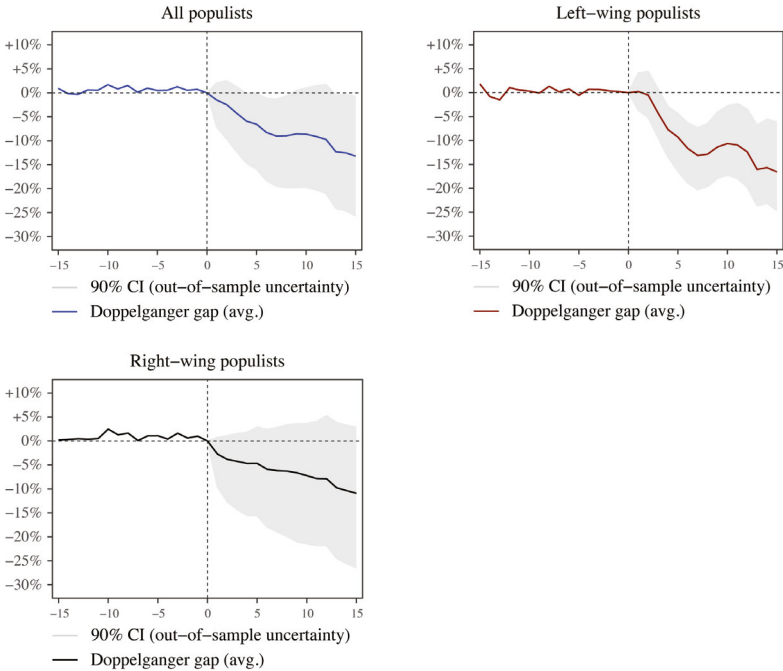 All populists
+10%
+5%
0%
−5%
−10%
−15%
−20%
−25%
−30%
−15 −10 −5 0 5 10 15
90% CI (out−of−sample uncertainty)
Doppelganger gap (avg.)
Left−wing populists
+10%
+5%
0%
−5%
−10%
−15%
−20%
−25%
−30%
−15 −10 −5 0 5 10 15
90% CI (out−of−sample uncertainty)
Doppelganger gap (avg.)
Right−wing populists
+10%
+5%
0%
−5%
−10%
−15%
−20%
−25%
−30%
−15 −10 −5 0 5 10 15
90% CI (out−of−sample uncertainty)
Doppelganger gap (avg.)